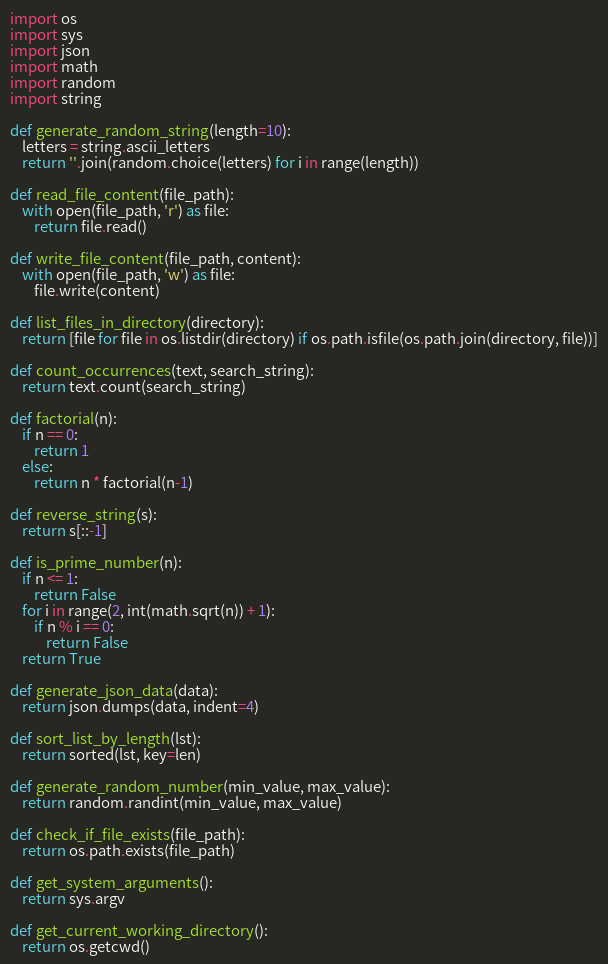 import os
import sys
import json
import math
import random
import string

def generate_random_string(length=10):
    letters = string.ascii_letters
    return ''.join(random.choice(letters) for i in range(length))

def read_file_content(file_path):
    with open(file_path, 'r') as file:
        return file.read()

def write_file_content(file_path, content):
    with open(file_path, 'w') as file:
        file.write(content)

def list_files_in_directory(directory):
    return [file for file in os.listdir(directory) if os.path.isfile(os.path.join(directory, file))]

def count_occurrences(text, search_string):
    return text.count(search_string)

def factorial(n):
    if n == 0:
        return 1
    else:
        return n * factorial(n-1)

def reverse_string(s):
    return s[::-1]

def is_prime_number(n):
    if n <= 1:
        return False
    for i in range(2, int(math.sqrt(n)) + 1):
        if n % i == 0:
            return False
    return True

def generate_json_data(data):
    return json.dumps(data, indent=4)

def sort_list_by_length(lst):
    return sorted(lst, key=len)

def generate_random_number(min_value, max_value):
    return random.randint(min_value, max_value)

def check_if_file_exists(file_path):
    return os.path.exists(file_path)

def get_system_arguments():
    return sys.argv

def get_current_working_directory():
    return os.getcwd()